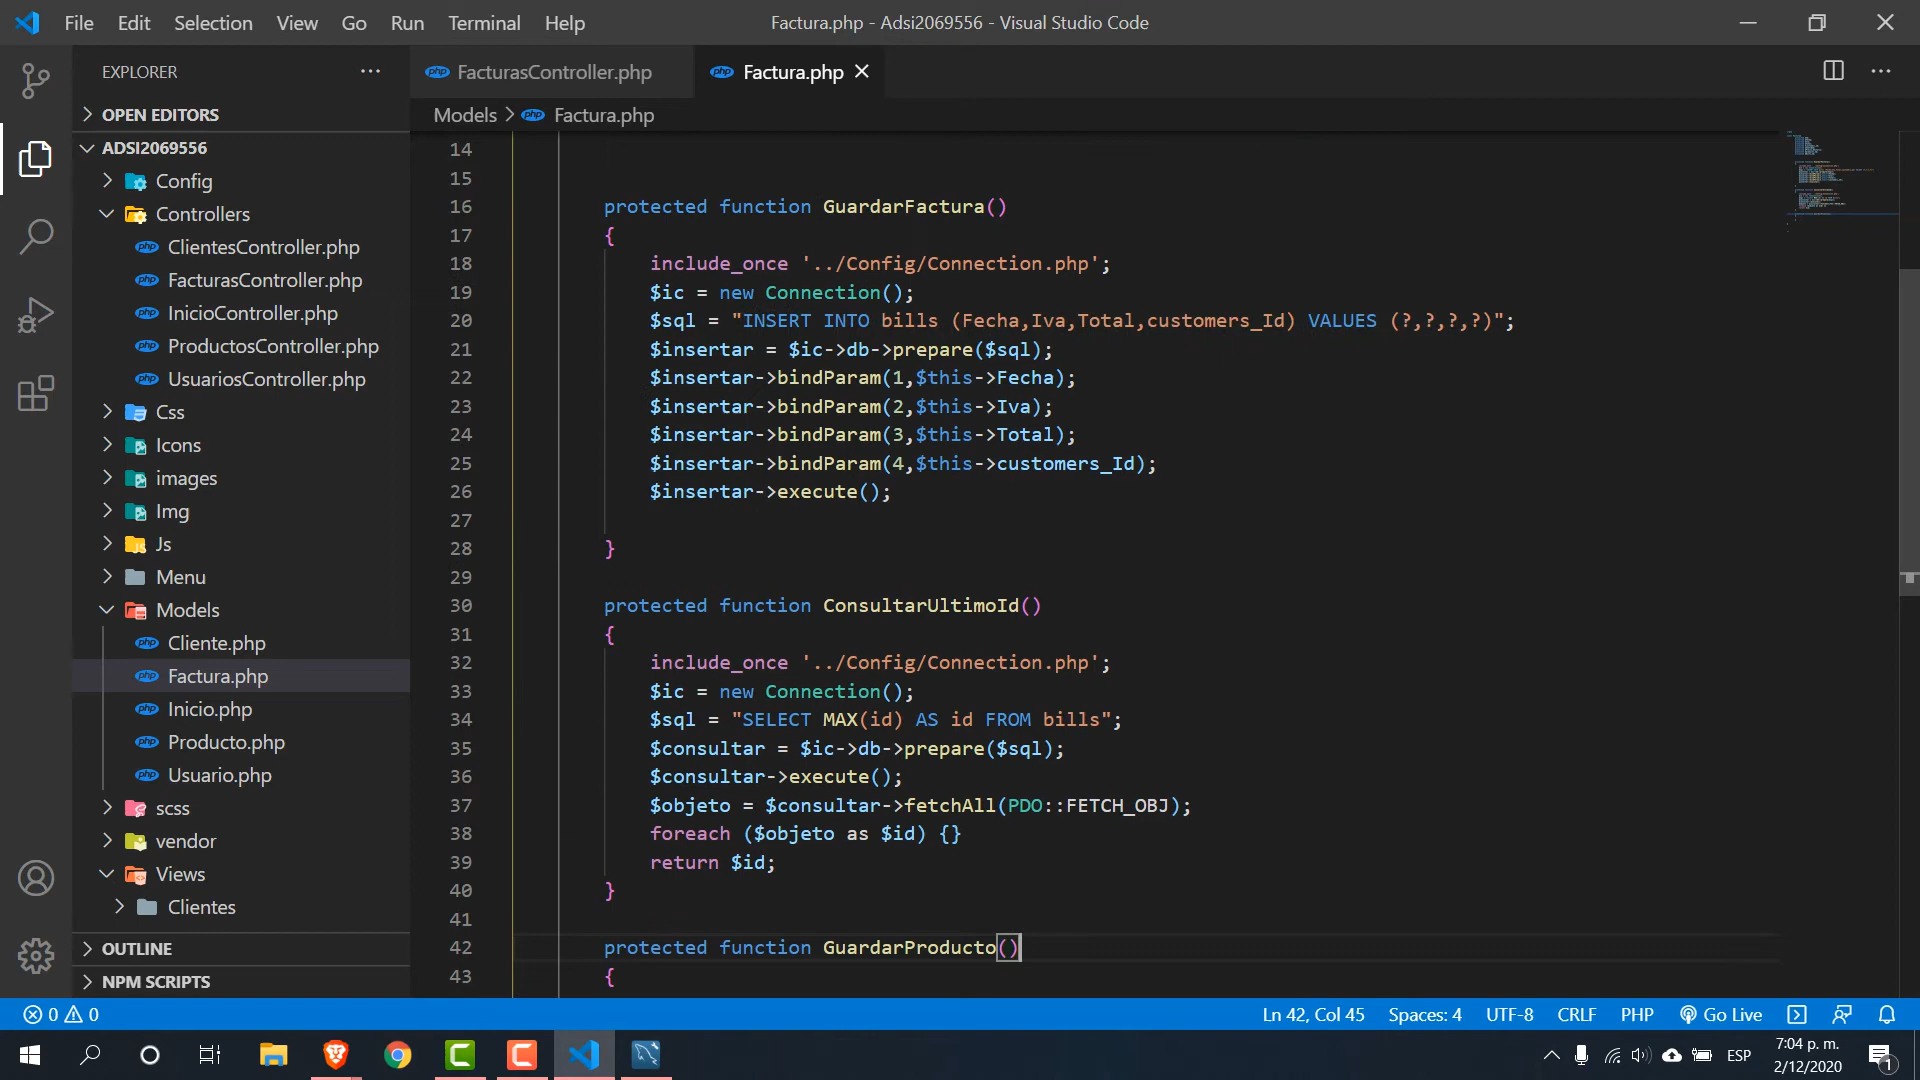 File Edit Selection View Go Run Terminal Help
Factura.php - Adsi2069556 - Visual Studio Code
EXPLORER
OPEN EDITORS
ADSI2069556
Config
Controllers
ClientesController.php
FacturasController.php
InicioController.php
ProductosController.php
UsuariosController.php
Css
Icons
images
Img
Js
Menu
Models
Cliente.php
Factura.php
Inicio.php
Producto.php
Usuario.php
scss
vendor
Views
Clientes
OUTLINE
NPM SCRIPTS
php FacturasController.php
php Factura.php
Models > php Factura.php
14
15
16 protected function GuardarFactura()
17 {
18 include_once '../Config/Connection.php';
19 $ic = new Connection();
20 $sql = "INSERT INTO bills (Fecha,Iva,Total,customers_Id) VALUES (?,?,?,?)";
21 $insertar = $ic->db->prepare($sql);
22 $insertar->bindParam(1,$this->Fecha);
23 $insertar->bindParam(2,$this->Iva);
24 $insertar->bindParam(3,$this->Total);
25 $insertar->bindParam(4,$this->customers_Id);
26 $insertar->execute();
27
28 }
29
30 protected function ConsultarUltimoId()
31 {
32 include_once '../Config/Connection.php';
33 $ic = new Connection();
34 $sql = "SELECT MAX(id) AS id FROM bills";
35 $consultar = $ic->db->prepare($sql);
36 $consultar->execute();
37 $objeto = $consultar->fetchAll(PDO::FETCH_OBJ);
38 foreach ($objeto as $id) {}
39 return $id;
40 }
41
42 protected function GuardarProducto()
43 {
0 0
Ln 42, Col 45 Spaces: 4 UTF-8 CRLF PHP Go Live
ESP
7:04 p. m.
2/12/2020
1